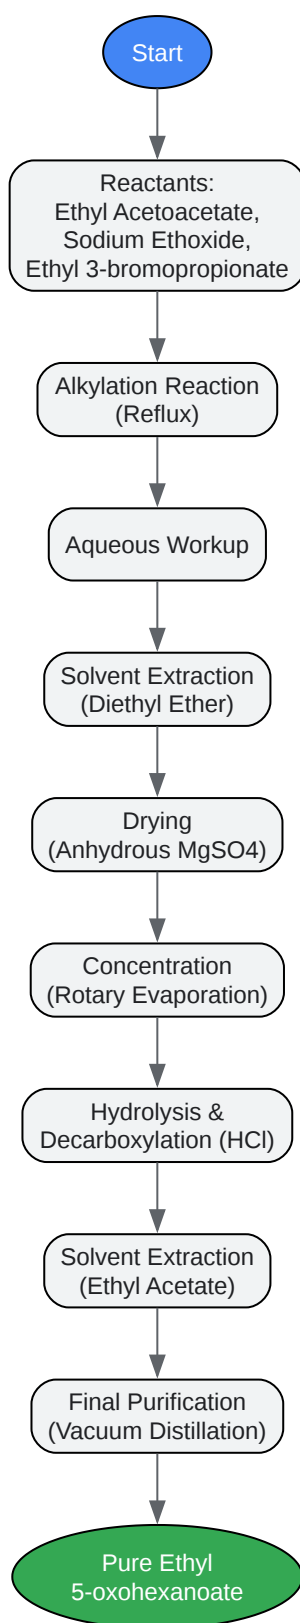 Start
Reactants:
Ethyl Acetoacetate,
Sodium Ethoxide,
Ethyl 3-bromopropionate
Alkylation Reaction
(Reflux)
Aqueous Workup
Solvent Extraction
(Diethyl Ether)
Drying
(Anhydrous MgSO4)
Concentration
(Rotary Evaporation)
Hydrolysis &
Decarboxylation (HCl)
Solvent Extraction
(Ethyl Acetate)
Final Purification
(Vacuum Distillation)
Pure Ethyl
5-oxohexanoate